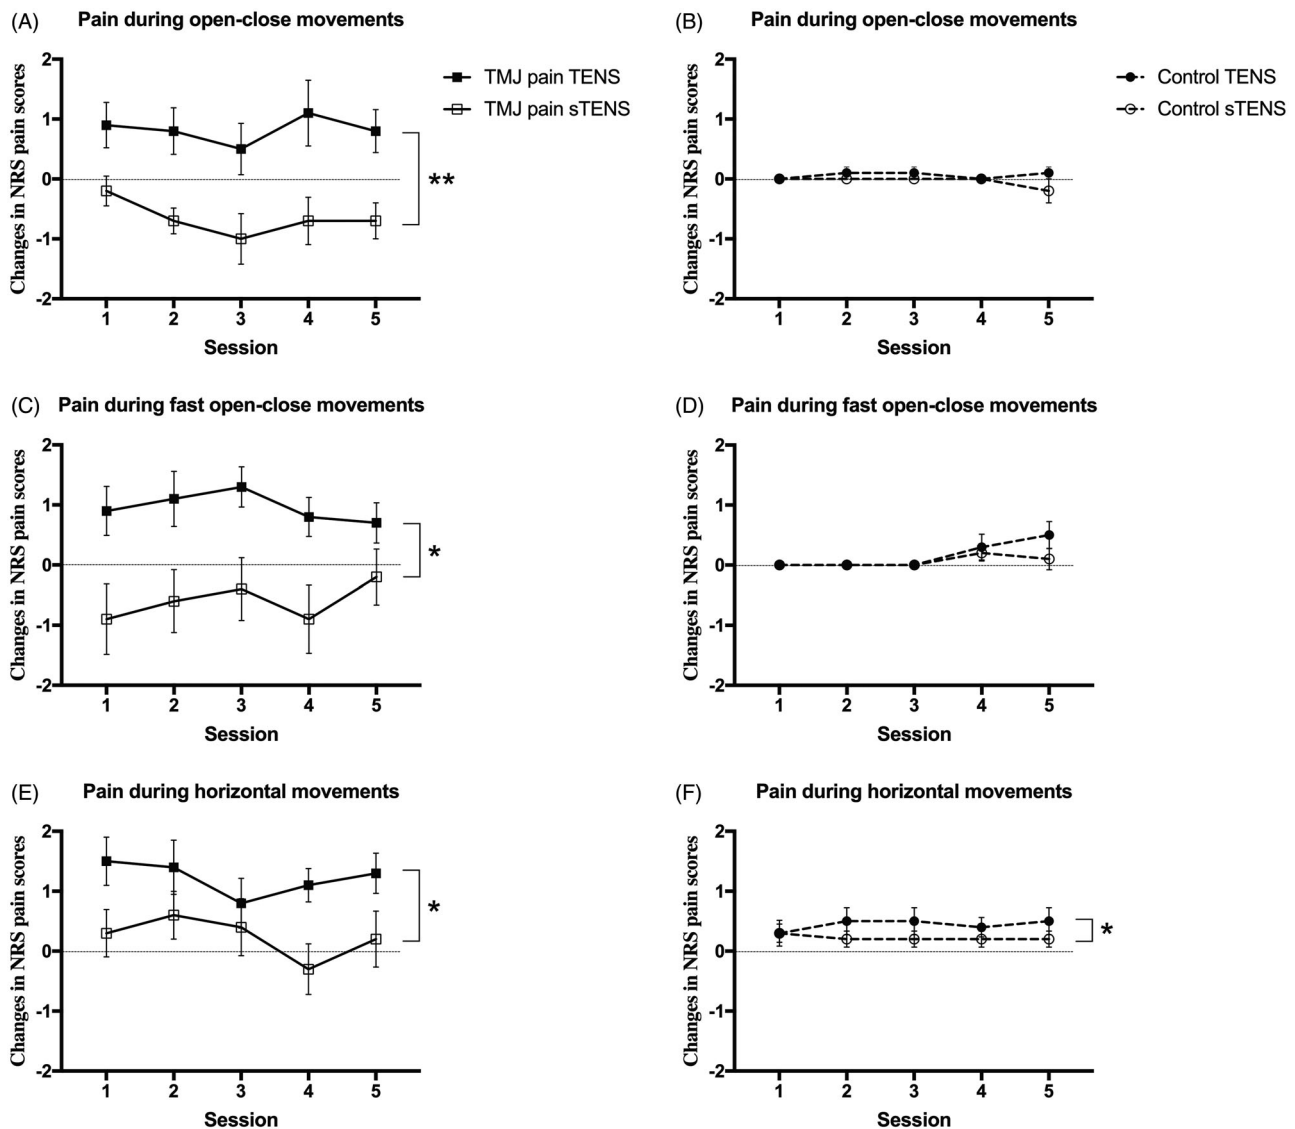 (A) Pain during open-close movements
Changes in NRS pain scores
2
1
0
-1
-2
1 2 3 4 5
Session
TMJ pain TENS
TMJ pain sTENS
**
(B) Pain during open-close movements
Changes in NRS pain scores
2
1
0
-1
-2
1 2 3 4 5
Session
Control TENS
Control sTENS
(C) Pain during fast open-close movements
Changes in NRS pain scores
2
1
0
-1
-2
1 2 3 4 5
Session
*
(D) Pain during fast open-close movements
Changes in NRS pain scores
2
1
0
-1
-2
1 2 3 4 5
Session
(E) Pain during horizontal movements
Changes in NRS pain scores
2
1
0
-1
-2
1 2 3 4 5
Session
*
(F) Pain during horizontal movements
Changes in NRS pain scores
2
1
0
-1
-2
1 2 3 4 5
Session
*